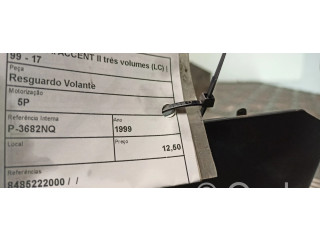 ACCENT II três volumes (LC) |
99 - 17
Peça
Resguardo Volante
Motorização
5P
Referência Interna Ano
P-3682NQ 1999
Local Preço
12,50
Referências
8485222000 / /